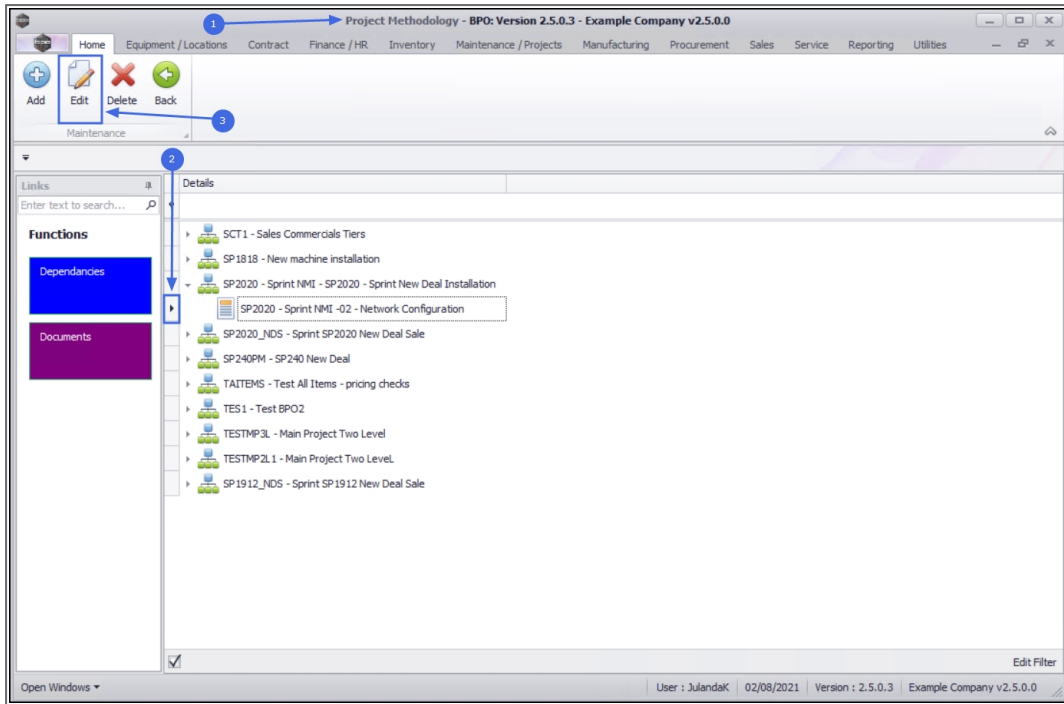 1
Project Methodology - BPO: Version 2.5.0.3 - Example Company v2.5.0.0
Home Equipment / Locations Contract Finance / HR Inventory Maintenance / Projects Manufacturing Procurement Sales Service Reporting Utilities
Add Edit Delete Back
3
Maintenance
2
Links
Enter text to search...
Functions
Dependancies
Documents
Details
SCT1 - Sales Commercials Tiers
SP1818 - New machine installation
SP2020 - Sprint NMI - SP2020 - Sprint New Deal Installation
SP2020 - Sprint NMI -02 - Network Configuration
SP2020_NDS - Sprint SP2020 New Deal Sale
SP240PM - SP240 New Deal
TAITEMS - Test All Items - pricing checks
TES1 - Test BPO2
TESTMP3L - Main Project Two Level
TESTMP2L1 - Main Project Two LeveL
SP1912_NDS - Sprint SP1912 New Deal Sale
Edit Filter
Open Windows User : JulandaK 02/08/2021 Version : 2.5.0.3 Example Company v2.5.0.0